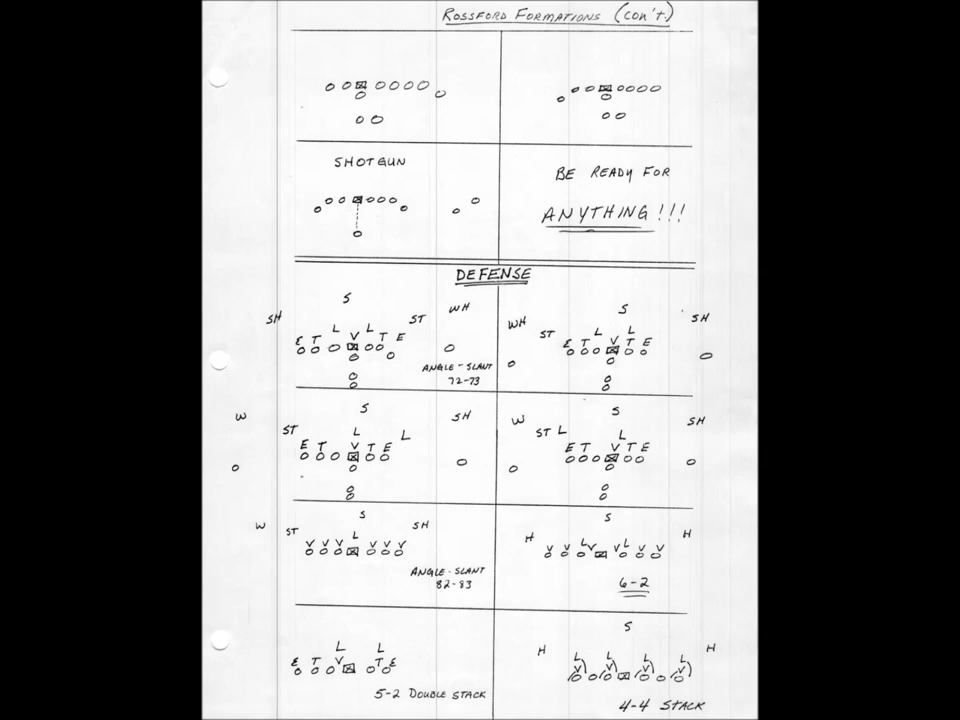 ROSSFORD FORMATIONS (CON'T.)
SHOTGUN
BE READY FOR
ANYTHING!!!
DEFENSE
S
SH
L L
ST
WH
E T V T E
ANGLE-SLANT
72-73
S
WH
ST
L L
SH
E T V T E
W
S
ST
L
L
SH
E T V T E
S
W
ST L
L
SH
E T V T E
W
S
ST
L
SH
V V V V V V
ANGLE-SLANT
82-83
S
H
H
V V L V V L V V
6-2
L L
E T V T E
5-2 DOUBLE STACK
S
H
H
L L L L
V V V V
4-4 STACK